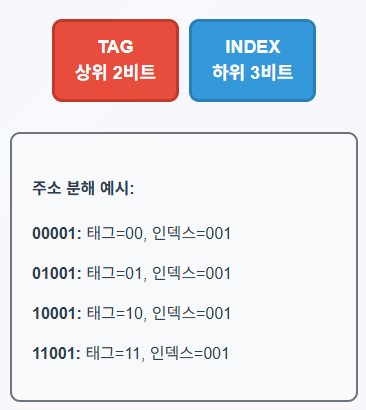 TAG
상위 2비트
INDEX
하위 3비트
주소 분해 예시:
00001: 태그=00, 인덱스=001
01001: 태그=01, 인덱스=001
10001: 태그=10, 인덱스=001
11001: 태그=11, 인덱스=001